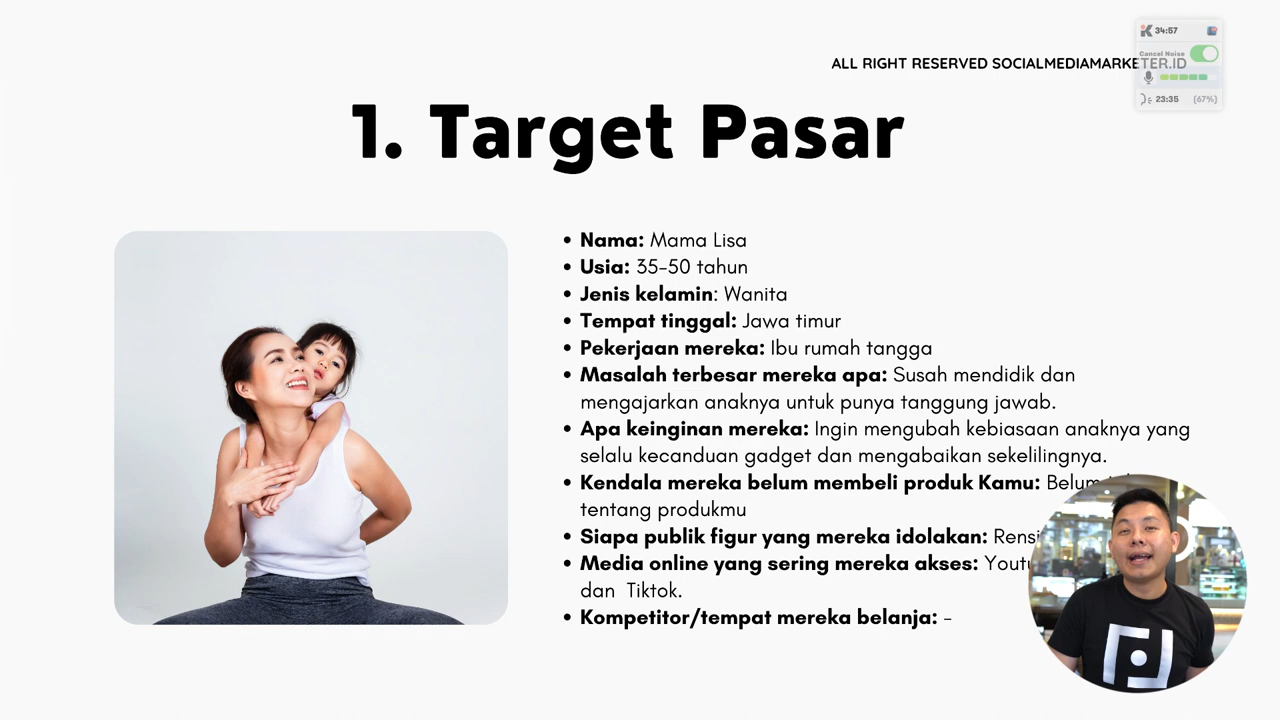 34:57
Cancel Noise
ALL RIGHT RESERVED SOCIALMEDIAMARKETER.ID
23:35 (67%)
1. Target Pasar
• Nama: Mama Lisa
• Usia: 35-50 tahun
• Jenis kelamin: Wanita
• Tempat tinggal: Jawa timur
• Pekerjaan mereka: Ibu rumah tangga
• Masalah terbesar mereka apa: Susah mendidik dan
mengajarkan anaknya untuk punya tanggung jawab.
• Apa keinginan mereka: Ingin mengubah kebiasaan anaknya yang
selalu kecanduan gadget dan mengabaikan sekelilingnya.
• Kendala mereka belum membeli produk Kamu:
tentang produkmu
• Siapa publik figur yang mereka idolakan:
• Media online yang sering mereka akses:
dan Tiktok.
• Kompetitor/tempat mereka belanja: -